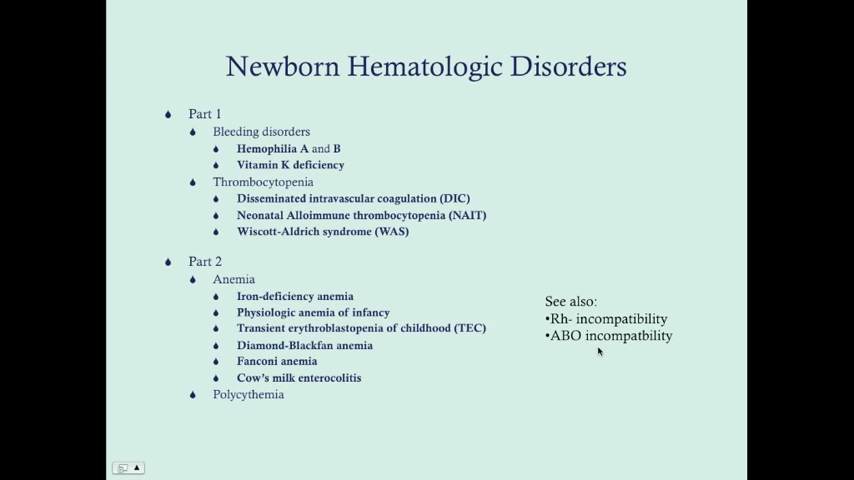 Newborn Hematologic Disorders
Part 1
Bleeding disorders
Hemophilia A and B
Vitamin K deficiency
Thrombocytopenia
Disseminated intravascular coagulation (DIC)
Neonatal Alloimmune thrombocytopenia (NAIT)
Wiscott-Aldrich syndrome (WAS)
Part 2
Anemia
Iron-deficiency anemia
Physiologic anemia of infancy
Transient erythroblastopenia of childhood (TEC)
Diamond-Blackfan anemia
Fanconi anemia
Cow's milk enterocolitis
Polycythemia
See also:
•Rh- incompatibility
•ABO incompatbility